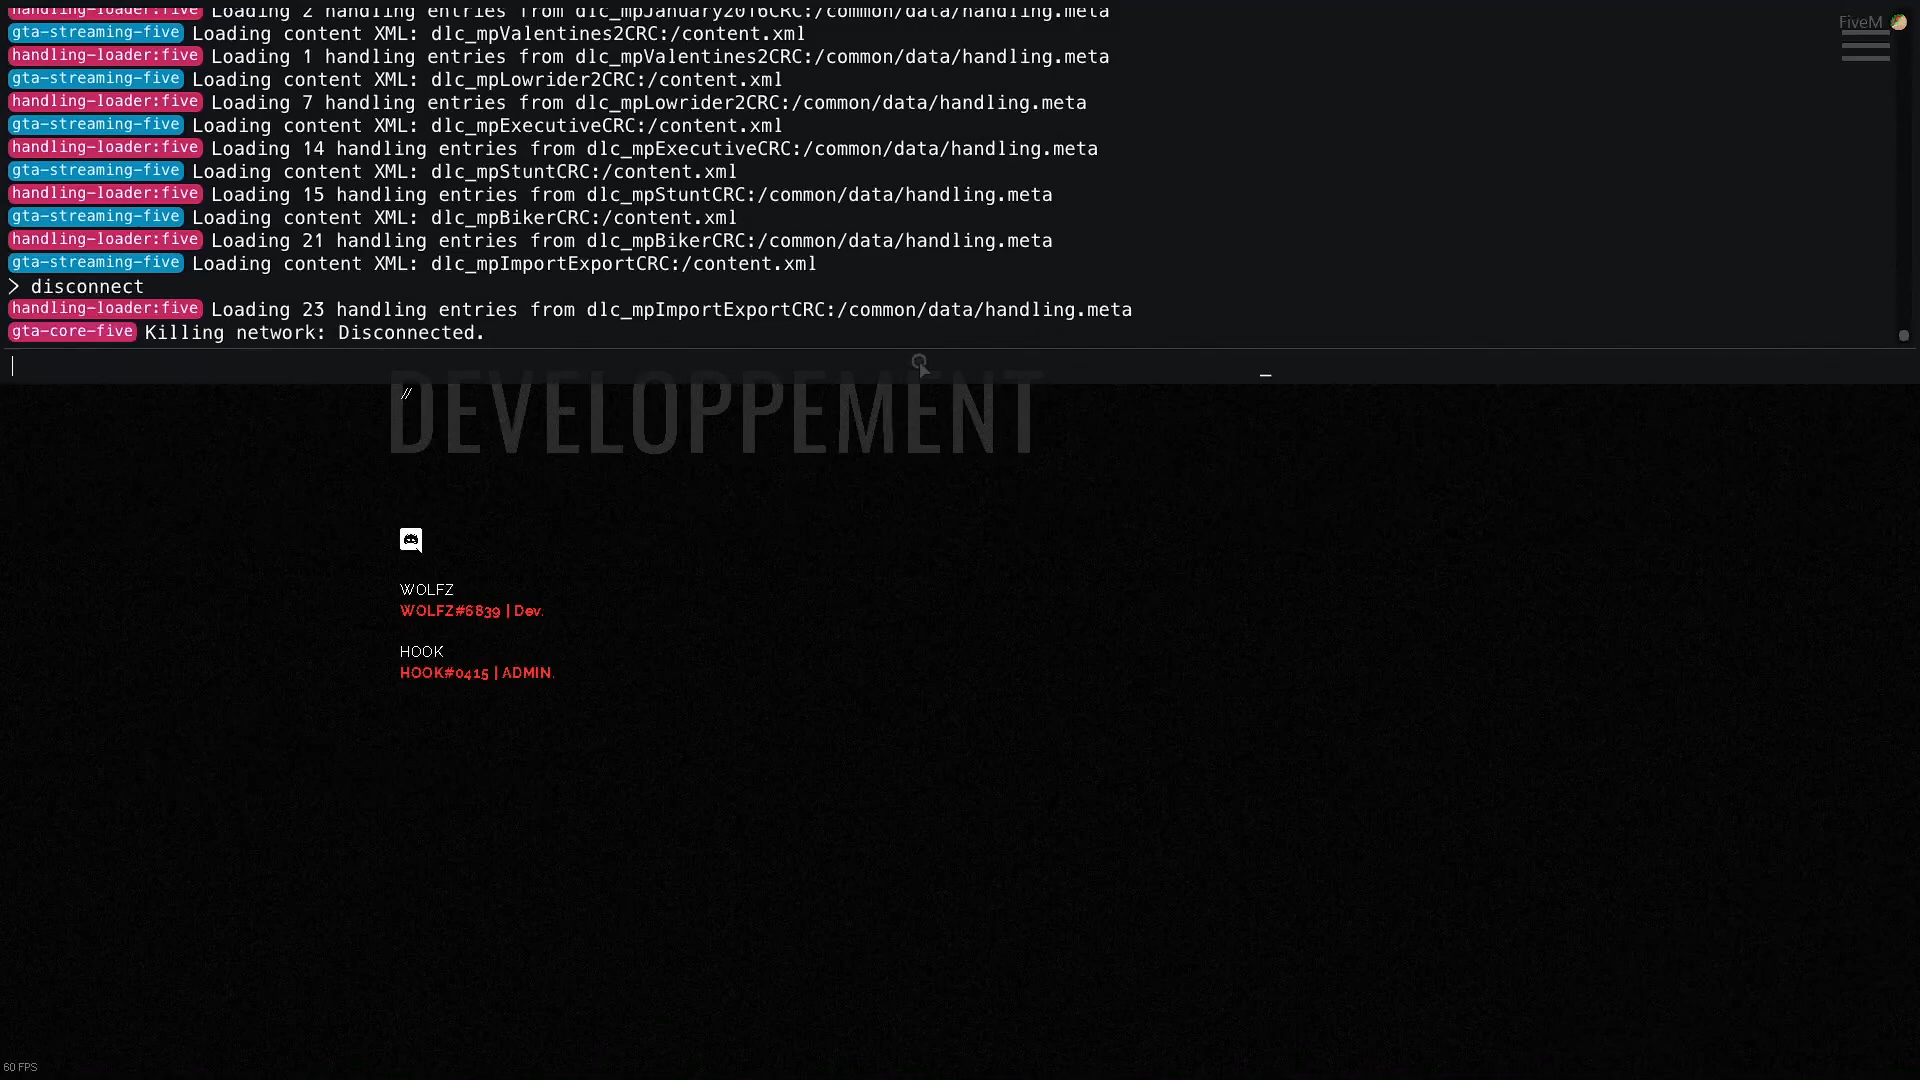 handling-loader:five Loading 2 handling entries from dlc_mpJanuary2016CRC:/common/data/handling.meta
gta-streaming-five Loading content XML: dlc_mpValentines2CRC:/content.xml
handling-loader:five Loading 1 handling entries from dlc_mpValentines2CRC:/common/data/handling.meta
gta-streaming-five Loading content XML: dlc_mpLowrider2CRC:/content.xml
handling-loader:five Loading 7 handling entries from dlc_mpLowrider2CRC:/common/data/handling.meta
gta-streaming-five Loading content XML: dlc_mpExecutiveCRC:/content.xml
handling-loader:five Loading 14 handling entries from dlc_mpExecutiveCRC:/common/data/handling.meta
gta-streaming-five Loading content XML: dlc_mpStuntCRC:/content.xml
handling-loader:five Loading 15 handling entries from dlc_mpStuntCRC:/common/data/handling.meta
gta-streaming-five Loading content XML: dlc_mpBikerCRC:/content.xml
handling-loader:five Loading 21 handling entries from dlc_mpBikerCRC:/common/data/handling.meta
gta-streaming-five Loading content XML: dlc_mpImportExportCRC:/content.xml
> disconnect
handling-loader:five Loading 23 handling entries from dlc_mpImportExportCRC:/common/data/handling.meta
gta-core-five Killing network: Disconnected.
FiveM
DEVELOPPEMENT
//
WOLFZ
WOLFZ#6839 | Dev.
HOOK
HOOK#0415 | ADMIN.
60 FPS